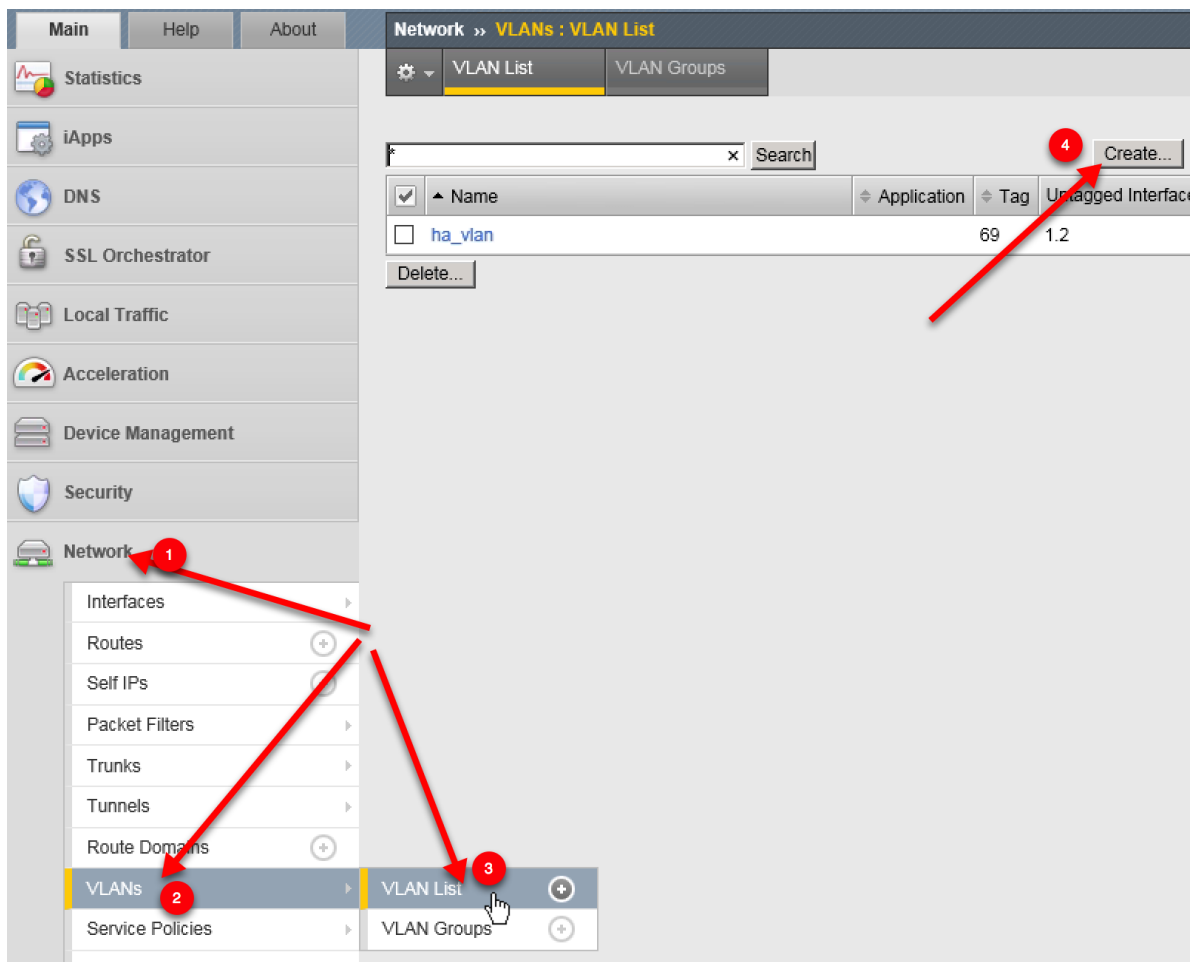 Main Help About
Network ›› VLANs : VLAN List
VLAN List VLAN Groups
Statistics
iApps
DNS
SSL Orchestrator
Local Traffic
Acceleration
Device Management
Security
Network
Interfaces
Routes
Self IPs
Packet Filters
Trunks
Tunnels
Route Domains
VLANs
Service Policies
VLAN List
VLAN Groups
* × Search
Create...
Name Application Tag Untagged Interface
ha_vlan 69 1.2
Delete...
1
2
3
4